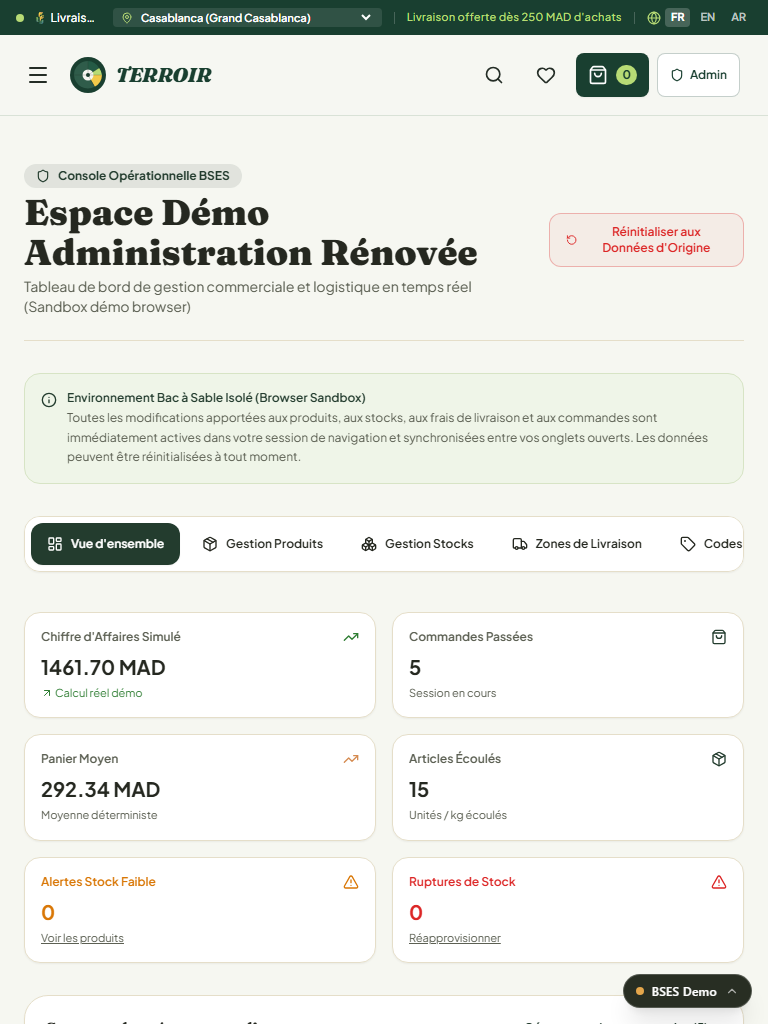 Livrais...
Casablanca (Grand Casablanca)
Livraison offerte dès 250 MAD d'achats
FR EN AR
TERROIR
0
Admin
Console Opérationnelle BSES
Espace Démo
Administration Rénovée
Tableau de bord de gestion commerciale et logistique en temps réel
(Sandbox démo browser)
Réinitialiser aux
Données d'Origine
Environnement Bac à Sable Isolé (Browser Sandbox)
Toutes les modifications apportées aux produits, aux stocks, aux frais de livraison et aux commandes sont
immédiatement actives dans votre session de navigation et synchronisées entre vos onglets ouverts. Les données
peuvent être réinitialisées à tout moment.
Vue d'ensemble
Gestion Produits
Gestion Stocks
Zones de Livraison
Codes
Chiffre d'Affaires Simulé
1461.70 MAD
Calcul réel démo
Commandes Passées
5
Session en cours
Panier Moyen
292.34 MAD
Moyenne déterministe
Articles Écoulés
15
Unités / kg écoulés
Alertes Stock Faible
0
Voir les produits
Ruptures de Stock
0
Réapprovisionner
BSES Demo